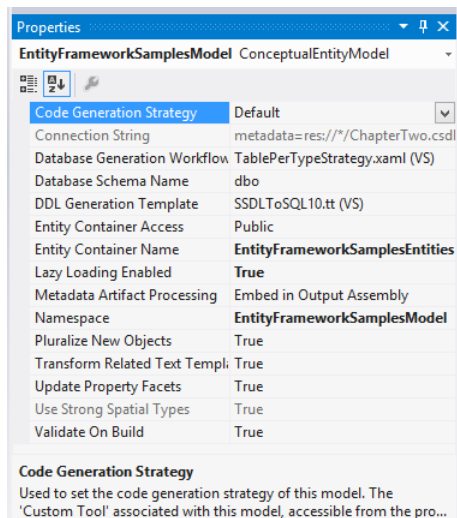 Properties
EntityFrameworkSamplesModel ConceptualEntityModel
Code Generation Strategy Default
Connection String metadata=res://*/ChapterTwo.csdl
Database Generation Workflow TablePerTypeStrategy.xaml (VS)
Database Schema Name dbo
DDL Generation Template SSDLToSQL10.tt (VS)
Entity Container Access Public
Entity Container Name EntityFrameworkSamplesEntities
Lazy Loading Enabled True
Metadata Artifact Processing Embed in Output Assembly
Namespace EntityFrameworkSamplesModel
Pluralize New Objects True
Transform Related Text Templa True
Update Property Facets True
Use Strong Spatial Types True
Validate On Build True
Code Generation Strategy
Used to set the code generation strategy of this model. The
'Custom Tool' associated with this model, accessible from the pro...